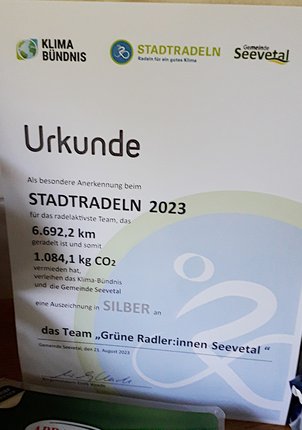 KLIMA
BÜNDNIS
STADTRADELN
Radeln für ein gutes Klima
Gemeinde
Seevetal
Urkunde
Als besondere Anerkennung beim
STADTRADELN 2023
für das radelaktivste Team, das
6.692,2 km
geradelt ist und somit
1.084,1 kg CO₂
vermieden hat,
verleihen das Klima-Bündnis
und die Gemeinde Seevetal
eine Auszeichnung in SILBER an
das Team „Grüne Radler:innen Seevetal “
Gemeinde Seevetal, den 21. August 2023